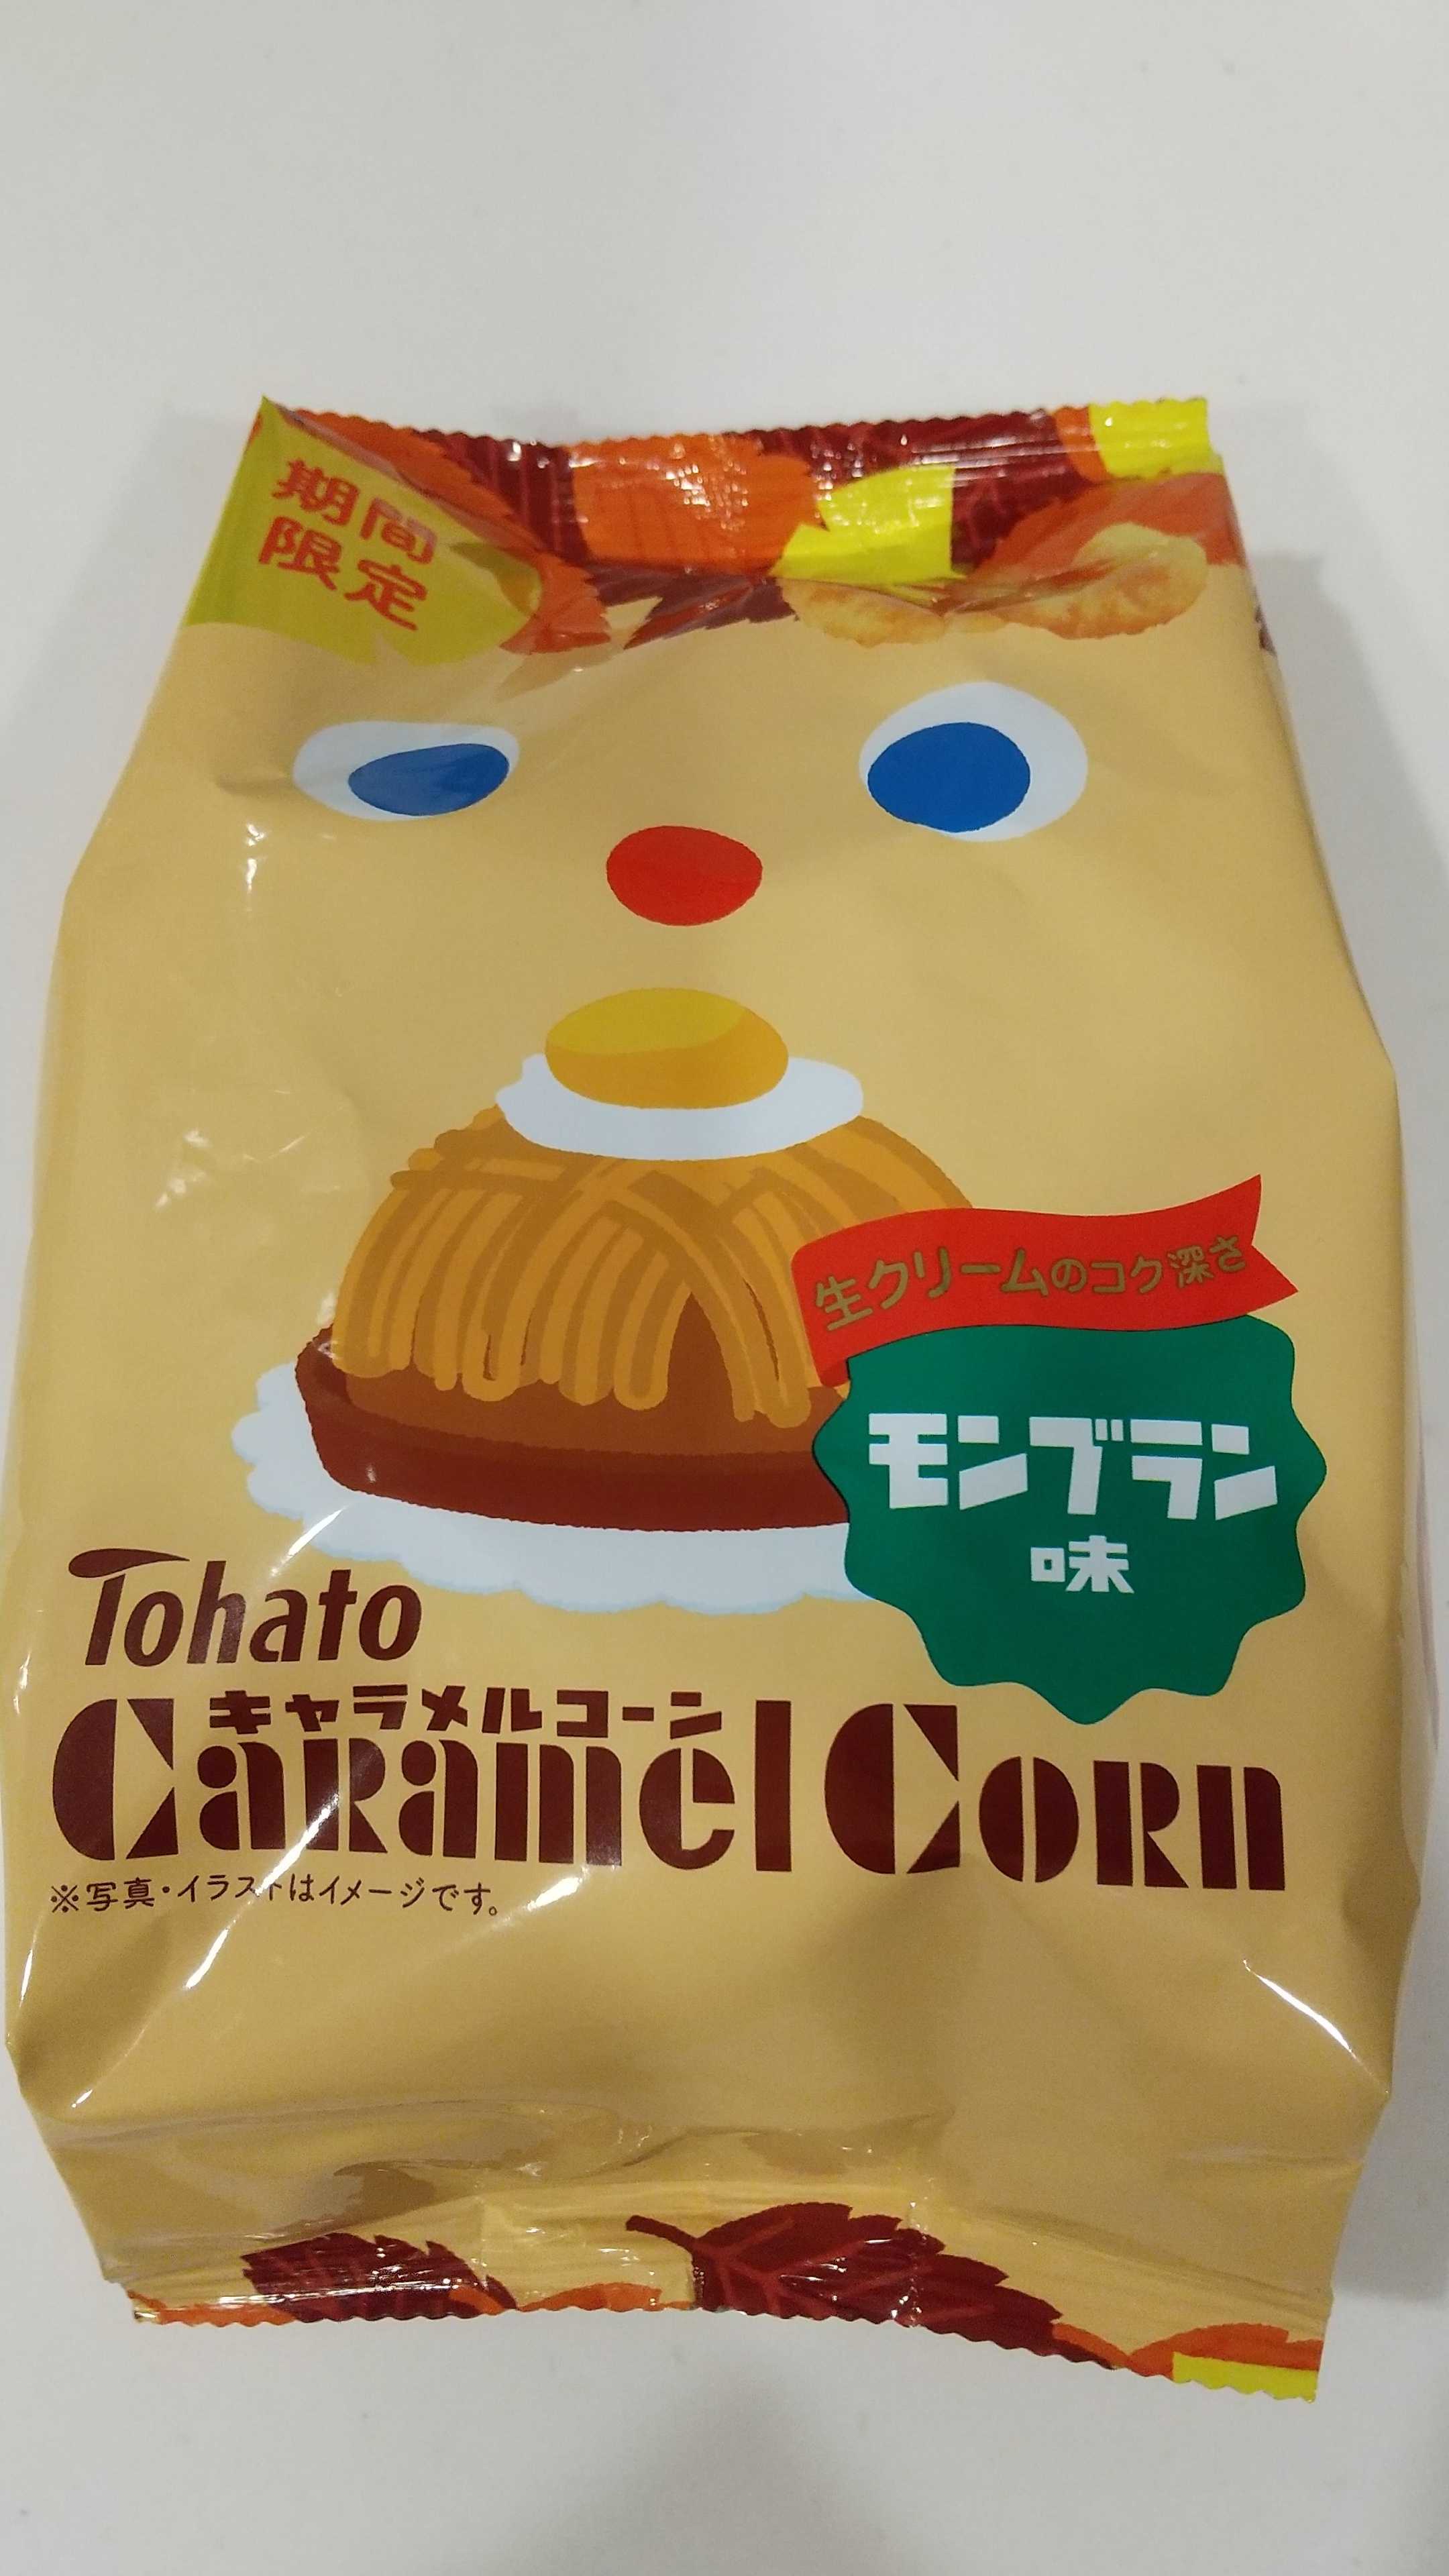 期間
限定
生クリームのコク深さ
モンブラン
味
Tohato
キャラメルコーン
Caramel Corn
※写真・イラストはイメージです。